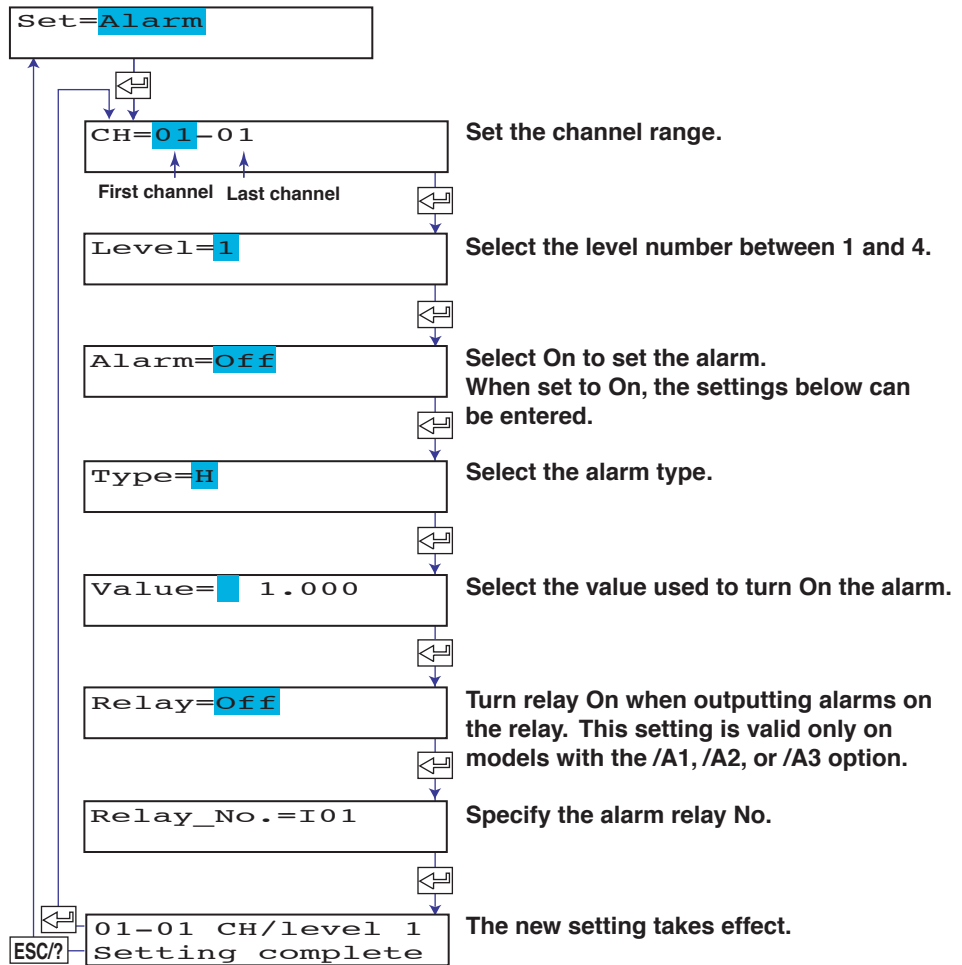 Set=Alarm
CH=01-01
Set the channel range.
First channel Last channel
Level=1
Select the level number between 1 and 4.
Alarm=Off
Select On to set the alarm.
When set to On, the settings below can
be entered.
Type=H
Select the alarm type.
Value= 1.000
Select the value used to turn On the alarm.
Relay=Off
Turn relay On when outputting alarms on
the relay. This setting is valid only on
models with the /A1, /A2, or /A3 option.
Relay_No.=I01
Specify the alarm relay No.
01-01 CH/level 1
The new setting takes effect.
ESC/?
Setting complete